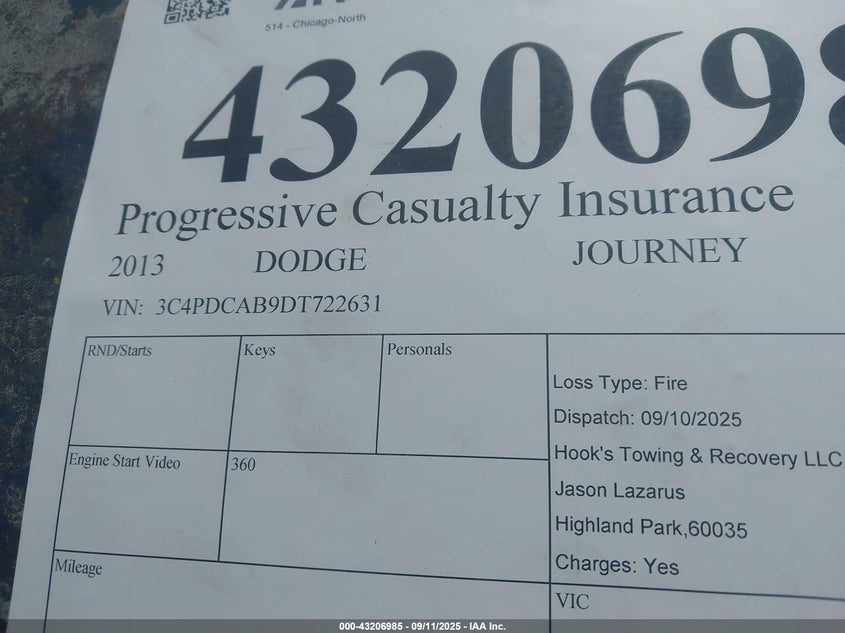 514 - Chicago-North
4320698
Progressive Casualty Insurance
2013 DODGE JOURNEY
VIN: 3C4PDCAB9DT722631
RND/Starts Keys Personals
Loss Type: Fire
Dispatch: 09/10/2025
Hook's Towing & Recovery LLC
Engine Start Video 360
Jason Lazarus
Highland Park,60035
Charges: Yes
Mileage
VIC
000-43206985 - 09/11/2025 - IAA Inc.